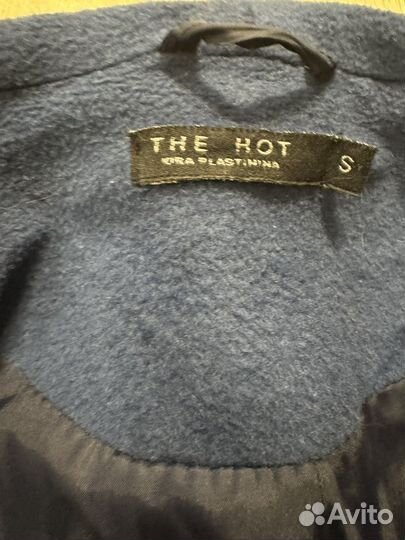 THE HOT
KIRA PLASTININA
S
Avito